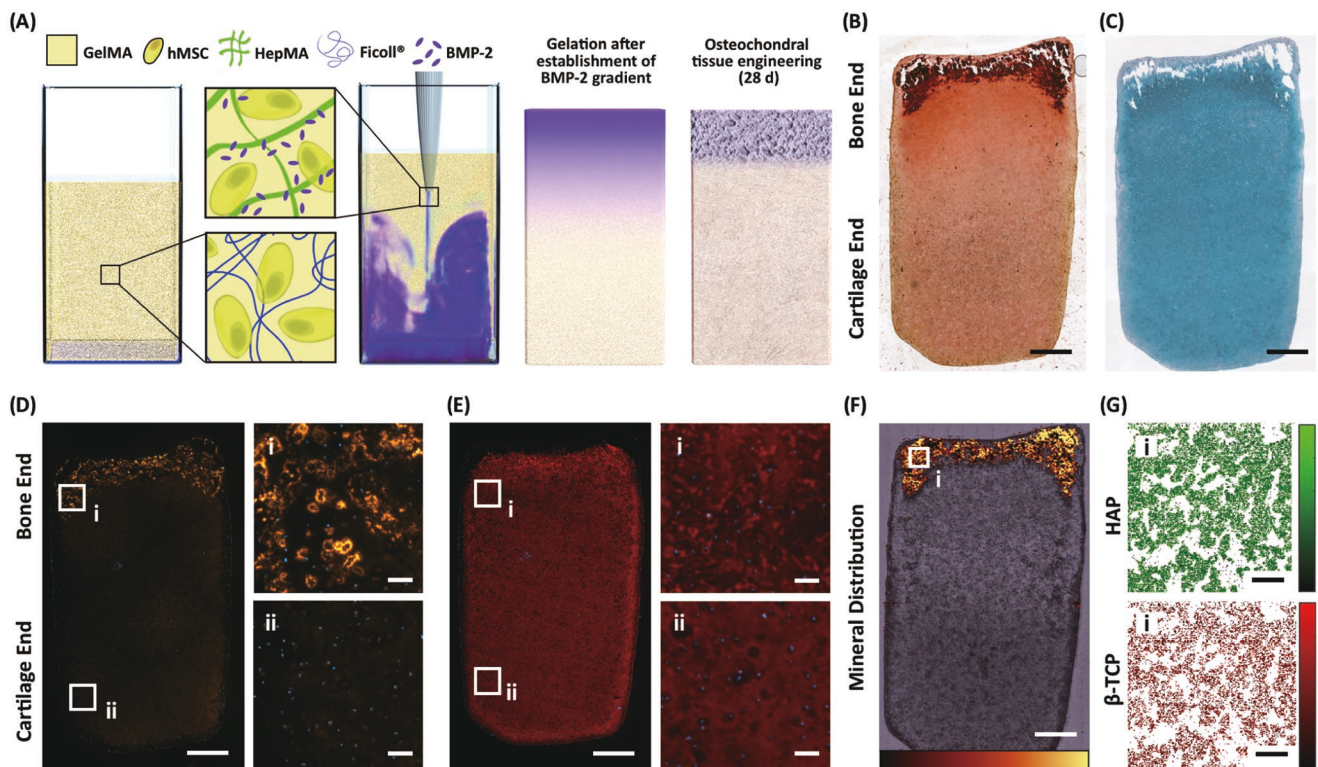 (A)
GelMA
hMSC
HepMA
Ficoll®
BMP-2
Gelation after
establishment of
BMP-2 gradient
Osteochondral
tissue engineering
(28 d)
(B)
Bone End
Cartilage End
(C)
(D)
Bone End
Cartilage End
i
ii
i
ii
(E)
i
ii
i
ii
(F)
Mineral Distribution
i
(G)
HAP
i
β-TCP
i